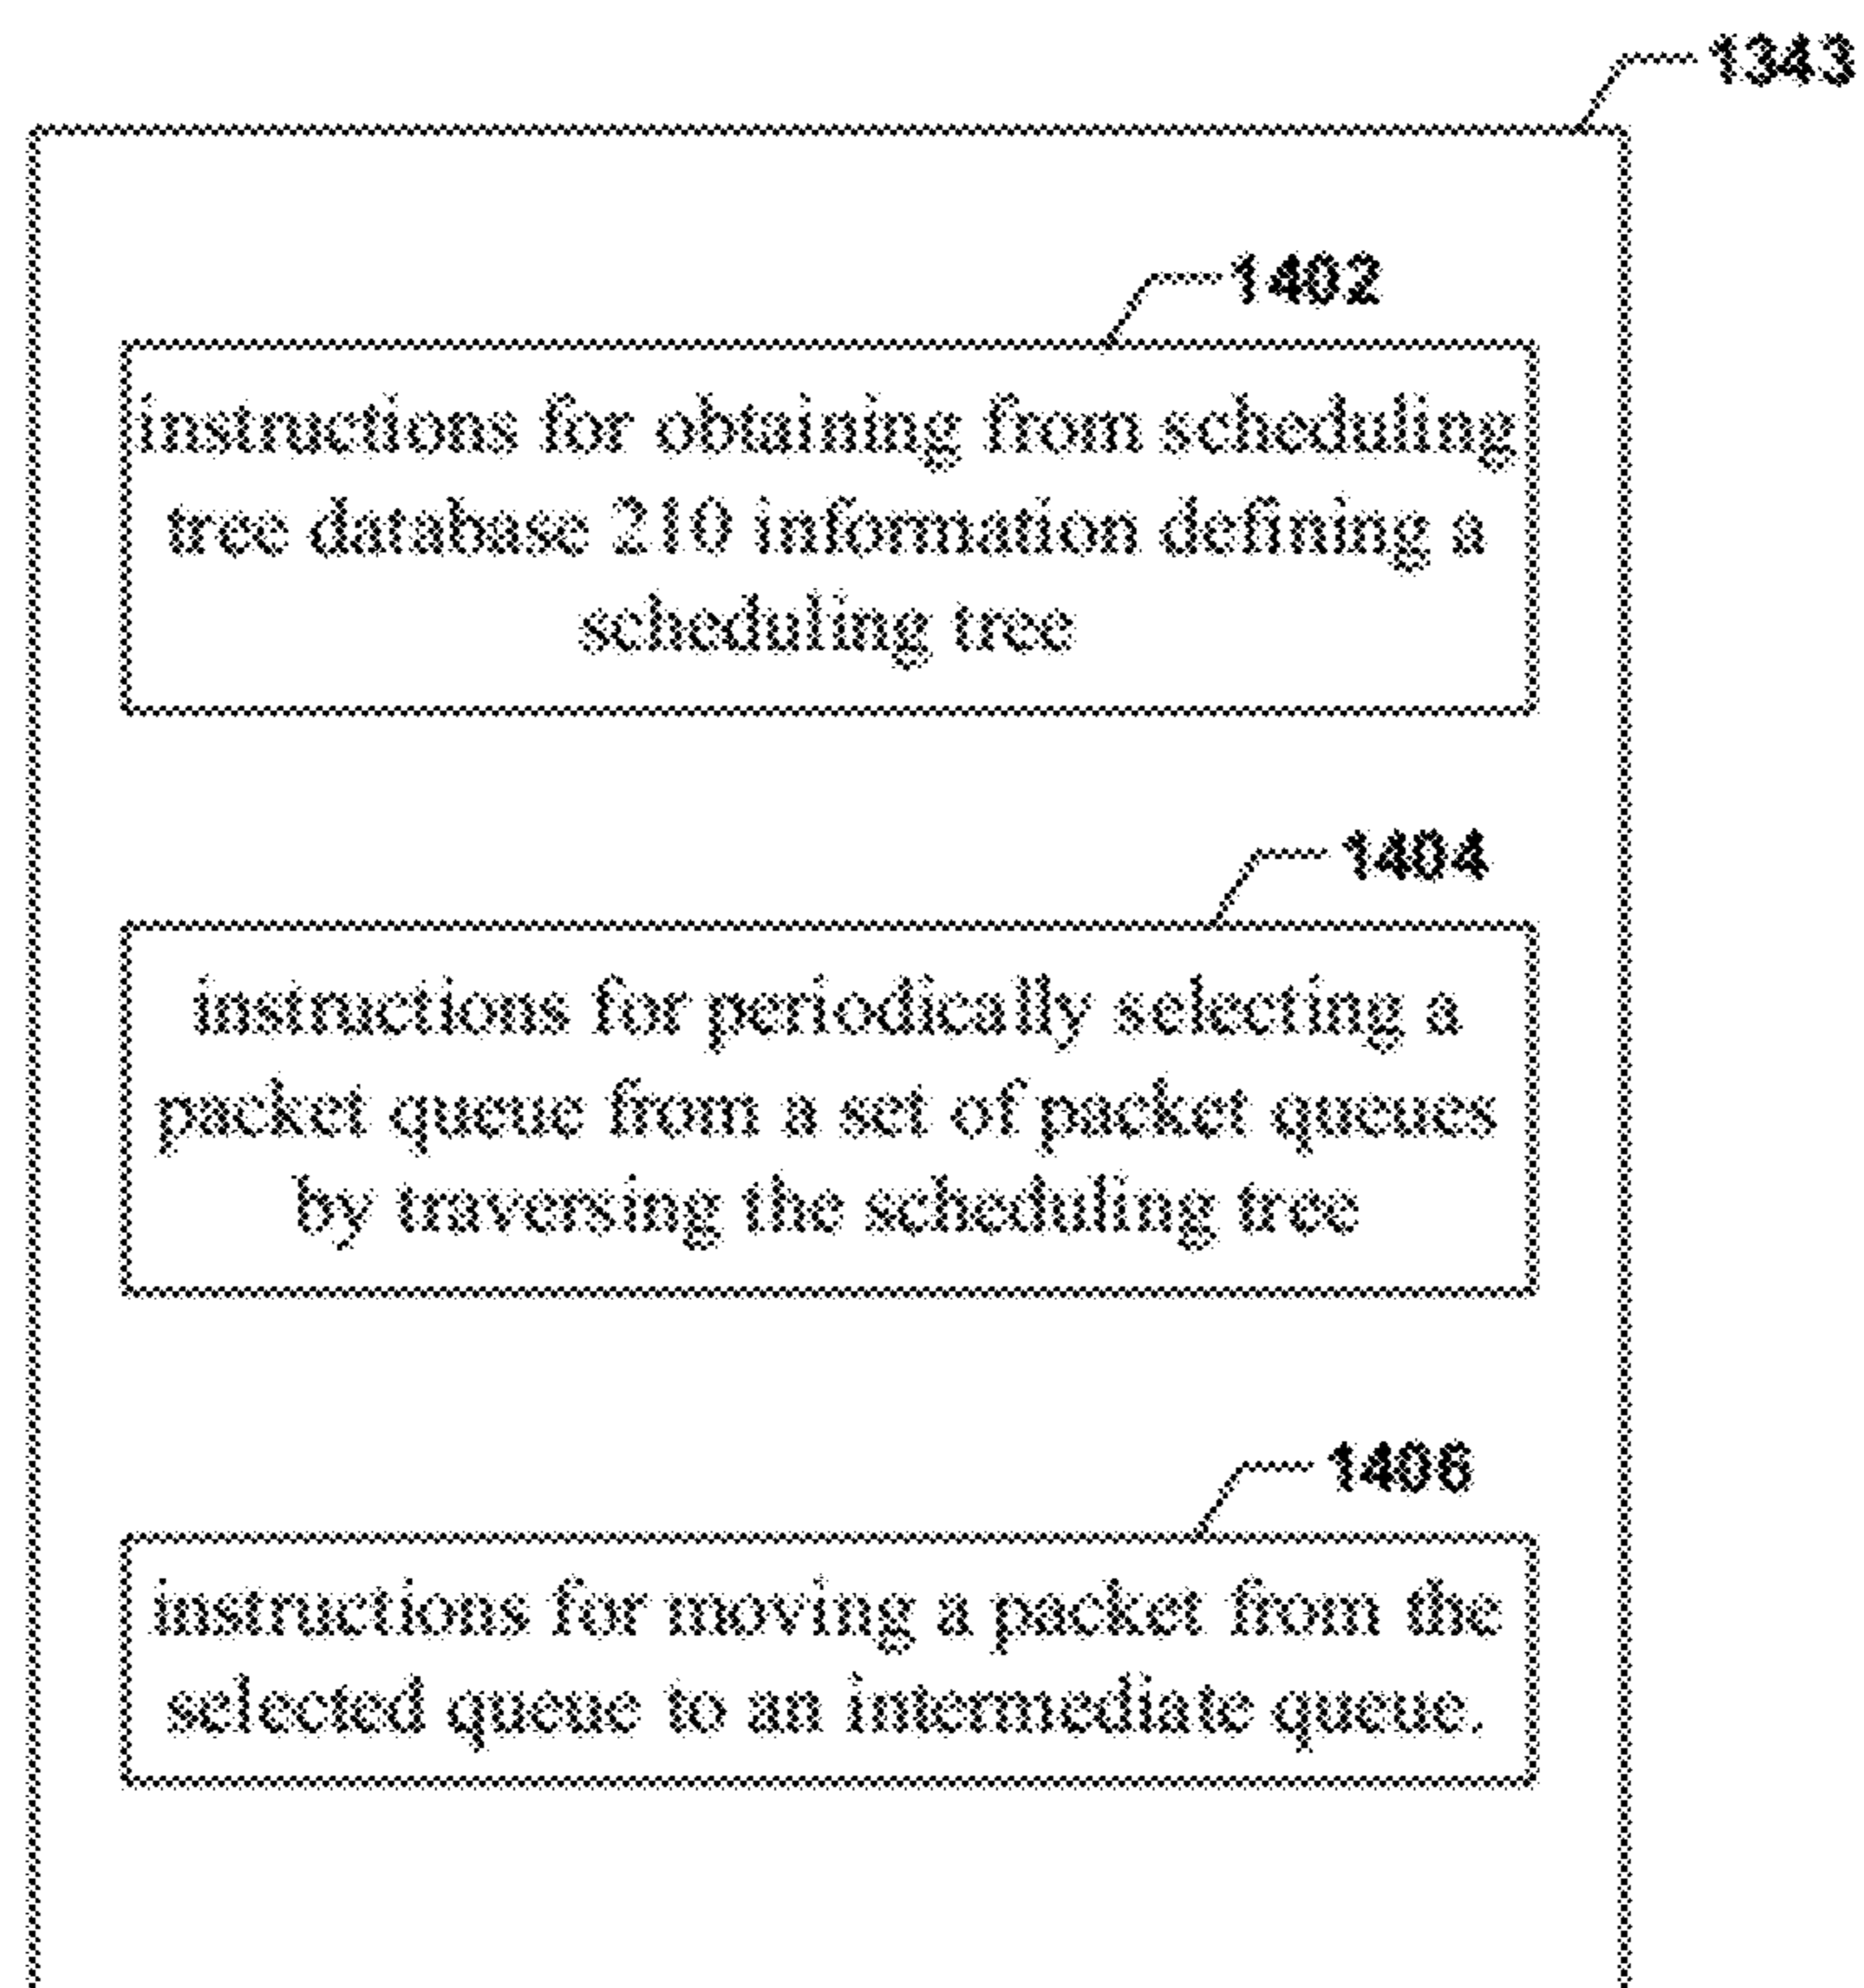 1343
1402
instructions for obtaining from scheduling
tree database 210 information defining a
scheduling tree
1404
instructions for periodically selecting a
packet queue from a set of packet queues
by traversing the scheduling tree
1406
instructions for moving a packet from the
selected queue to an intermediate queue.